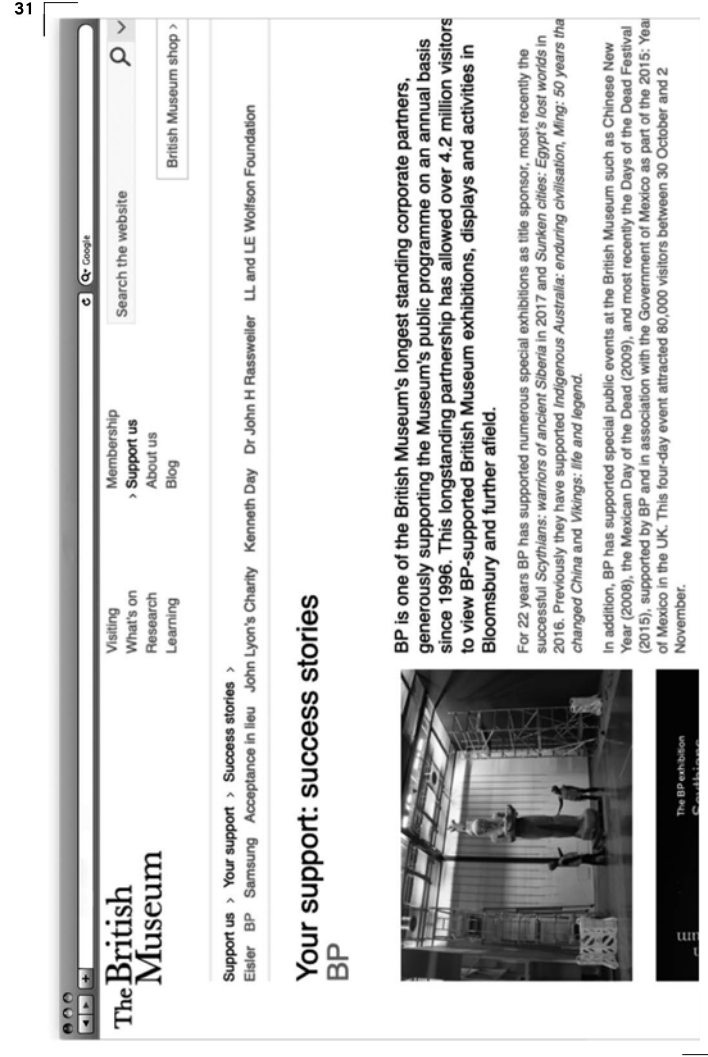 31
Google
The British
Museum
Visiting
What's on
Research
Learning
Membership
> Support us
About us
Blog
Search the website
British Museum shop >
Support us > Your support > Success stories >
Eisler BP Samsung Acceptance in lieu John Lyon's Charity Kenneth Day Dr John H Rassweiler LL and LE Wolfson Foundation
Your support: success stories
BP
BP is one of the British Museum's longest standing corporate partners,
generously supporting the Museum's public programme on an annual basis
since 1996. This longstanding partnership has allowed over 4.2 million visitors
to view BP-supported British Museum exhibitions, displays and activities in
Bloomsbury and further afield.
For 22 years BP has supported numerous special exhibitions as title sponsor, most recently the
successful Scythians: warriors of ancient Siberia in 2017 and Sunken cities: Egypt's lost worlds in
2016. Previously they have supported Indigenous Australia: enduring civilisation, Ming: 50 years tha
changed China and Vikings: life and legend.
In addition, BP has supported special public events at the British Museum such as Chinese New
Year (2008), the Mexican Day of the Dead (2009), and most recently the Days of the Dead Festival
(2015), supported by BP and in association with the Government of Mexico as part of the 2015: Yea
of Mexico in the UK. This four-day event attracted 80,000 visitors between 30 October and 2
November.
The BP exhibition